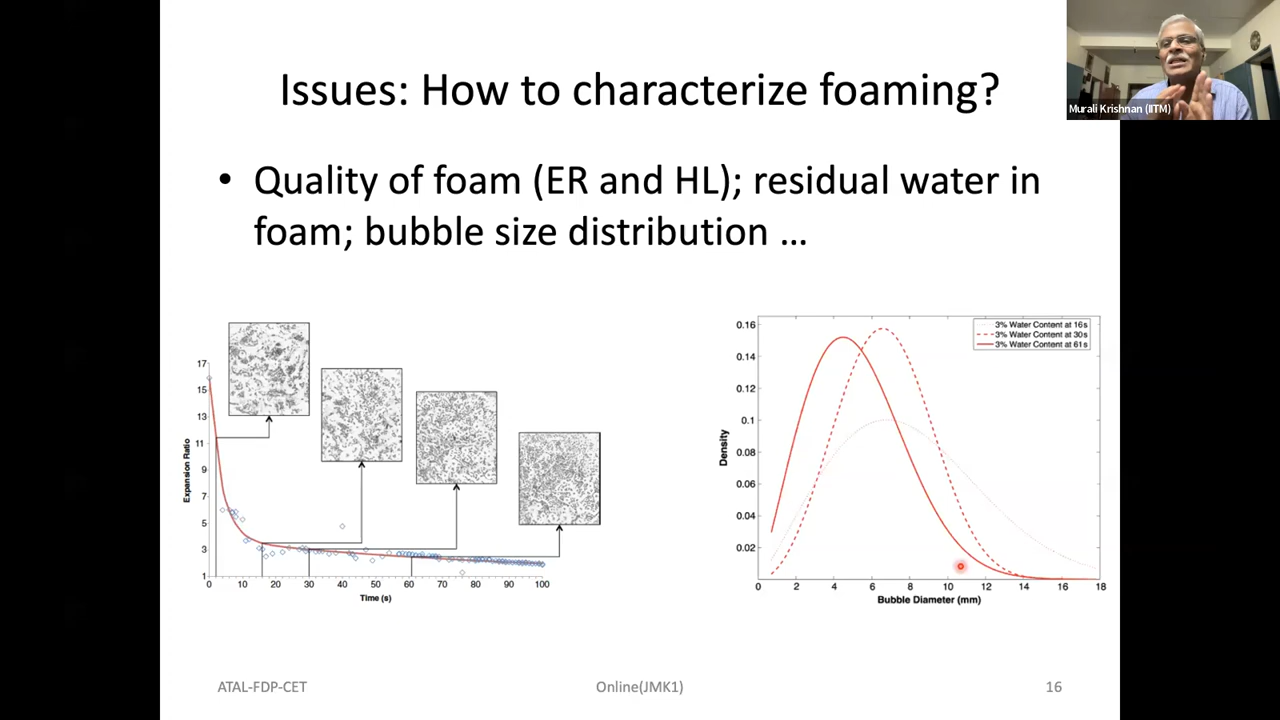 Murali Krishnan (IITM)
Issues: How to characterize foaming?
• Quality of foam (ER and HL); residual water in
foam; bubble size distribution ...
17
15
13
11
9
7
5
3
1
Expansion Ratio
0 10 20 30 40 50 60 70 80 90 100
Time (s)
0.16
0.14
0.12
0.1
0.08
0.06
0.04
0.02
Density
3% Water Content at 16s
3% Water Content at 30s
3% Water Content at 61s
0 2 4 6 8 10 12 14 16 18
Bubble Diameter (mm)
ATAL-FDP-CET
Online(JMK1)
16